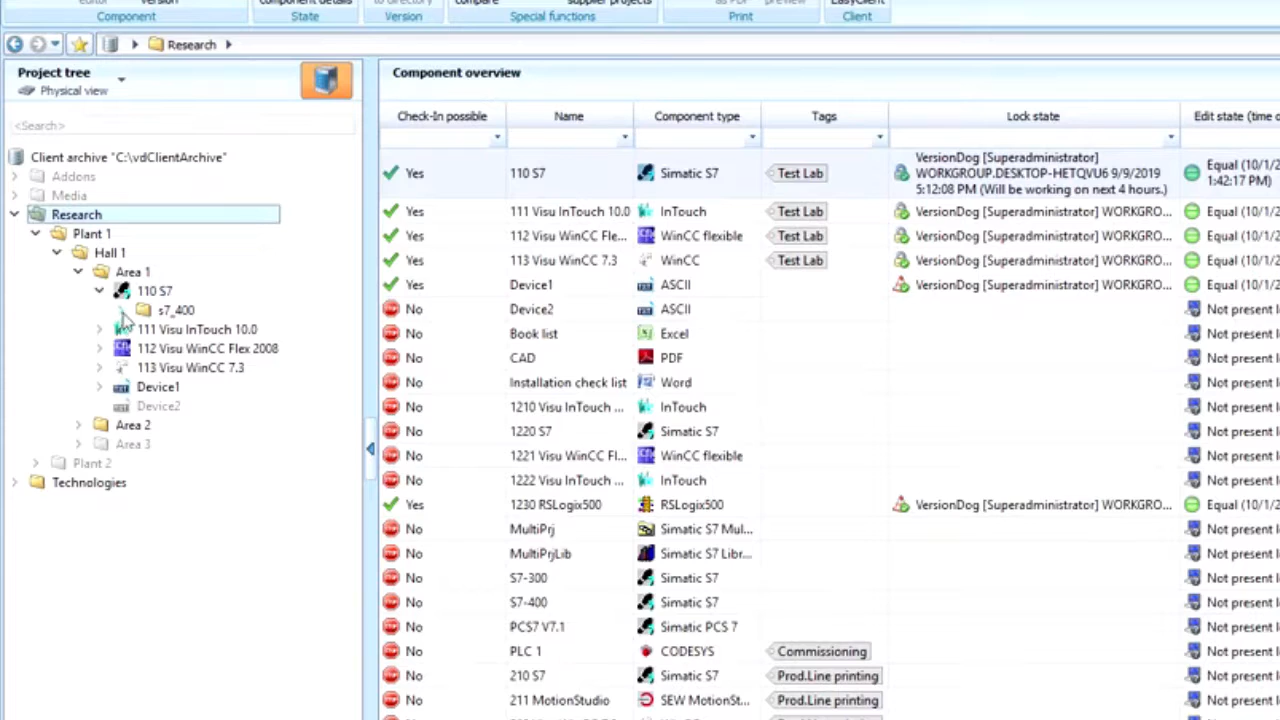 editor version component details to directory compare supplier projects as PDF preview EasyClient
Component State Version Special functions Print Client
Research
Project tree
Physical view
<Search>
Client archive "C:\vdClientArchive"
Addons
Media
Research
Plant 1
Hall 1
Area 1
110 S7
s7_400
111 Visu InTouch 10.0
112 Visu WinCC Flex 2008
113 Visu WinCC 7.3
Device1
Device2
Area 2
Area 3
Plant 2
Technologies
Component overview
Check-In possible Name Component type Tags Lock state Edit state (time o
Yes 110 S7 Simatic S7 Test Lab VersionDog [Superadministrator] WORKGROUP.DESKTOP-HETQVU6 9/9/2019 5:12:08 PM (Will be working on next 4 hours.) Equal (10/1/2 1:42:17 PM)
Yes 111 Visu InTouch 10.0 InTouch Test Lab VersionDog [Superadministrator] WORKGRO... Equal (10/1/2
Yes 112 Visu WinCC Fle... WinCC flexible Test Lab VersionDog [Superadministrator] WORKGRO... Equal (10/1/2
Yes 113 Visu WinCC 7.3 WinCC Test Lab VersionDog [Superadministrator] WORKGRO... Equal (10/1/2
Yes Device1 ASCII VersionDog [Superadministrator] WORKGRO... Equal (10/1/2
No Device2 ASCII Not present l
No Book list Excel Not present l
No CAD PDF Not present l
No Installation check list Word Not present l
No 1210 Visu InTouch ... InTouch Not present l
No 1220 S7 Simatic S7 Not present l
No 1221 Visu WinCC Fl... WinCC flexible Not present l
No 1222 Visu InTouch ... InTouch Not present l
Yes 1230 RSLogix500 RSLogix500 VersionDog [Superadministrator] WORKGRO... Equal (10/1/2
No MultiPrj Simatic S7 Mul... Not present l
No MultiPrjLib Simatic S7 Libr... Not present l
No S7-300 Simatic S7 Not present l
No S7-400 Simatic S7 Not present l
No PCS7 V7.1 Simatic PCS 7 Not present l
No PLC 1 CODESYS Commissioning Not present l
No 210 S7 Simatic S7 Prod.Line printing Not present l
No 211 MotionStudio SEW MotionSt... Prod.Line printing Not present l